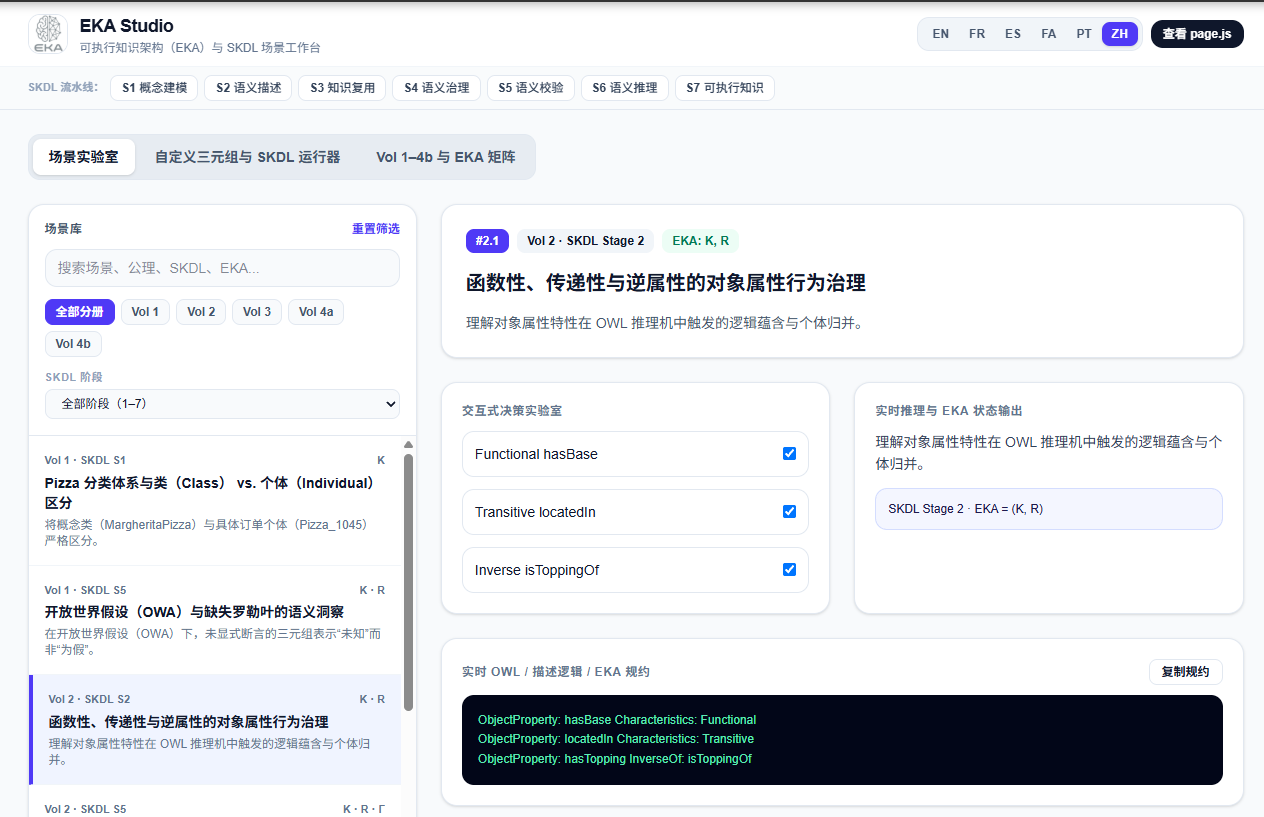 EKA
EKA Studio
可执行知识架构（EKA）与 SKDL 场景工作台
EN FR ES FA PT ZH
查看 page.js
SKDL 流水线：
S1 概念建模
S2 语义描述
S3 知识复用
S4 语义治理
S5 语义校验
S6 语义推理
S7 可执行知识
场景实验室
自定义三元组与 SKDL 运行器
Vol 1–4b 与 EKA 矩阵
场景库
重置筛选
搜索场景、公理、SKDL、EKA...
全部分册 Vol 1 Vol 2 Vol 3 Vol 4a
Vol 4b
SKDL 阶段
全部阶段（1–7）
Vol 1 · SKDL S1 K
Pizza 分类体系与类（Class） vs. 个体（Individual）
区分
将概念类（MargheritaPizza）与具体订单个体（Pizza_1045）
严格区分。
Vol 1 · SKDL S5 K · R
开放世界假设（OWA）与缺失罗勒叶的语义洞察
在开放世界假设（OWA）下，未显式断言的三元组表示“未知”而
非“为假”。
Vol 2 · SKDL S2 K · R
函数性、传递性与逆属性的对象属性行为治理
理解对象属性特性在 OWL 推理机中触发的逻辑蕴含与个体归
并。
Vol 2 · SKDL S5 K · R · Γ
#2.1 Vol 2 · SKDL Stage 2 EKA: K, R
函数性、传递性与逆属性的对象属性行为治理
理解对象属性特性在 OWL 推理机中触发的逻辑蕴含与个体归并。
交互式决策实验室
Functional hasBase
Transitive locatedIn
Inverse isToppingOf
实时推理与 EKA 状态输出
理解对象属性特性在 OWL 推理机中触发的逻辑蕴含与个
体归并。
SKDL Stage 2 · EKA = (K, R)
实时 OWL / 描述逻辑 / EKA 规约
复制规约
ObjectProperty: hasBase Characteristics: Functional
ObjectProperty: locatedIn Characteristics: Transitive
ObjectProperty: hasTopping InverseOf: isToppingOf